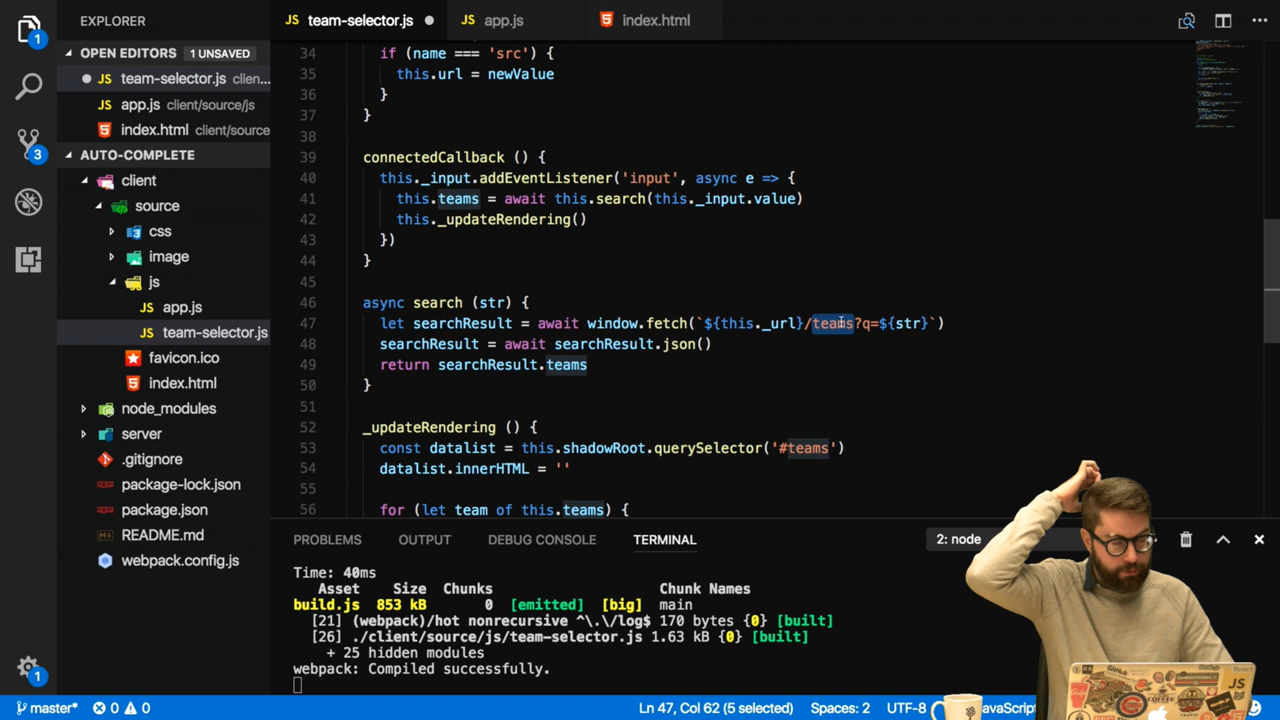 EXPLORER
OPEN EDITORS 1 UNSAVED
JS team-selector.js clien...
JS app.js client/source/js
index.html client/source
AUTO-COMPLETE
client
source
css
image
js
JS app.js
JS team-selector.js
favicon.ico
index.html
node_modules
server
.gitignore
package-lock.json
package.json
README.md
webpack.config.js
1
3
1
JS team-selector.js
JS app.js
index.html
34 if (name === 'src') {
35 this.url = newValue
36 }
37 }
38
39 connectedCallback () {
40 this._input.addEventListener('input', async e => {
41 this.teams = await this.search(this._input.value)
42 this._updateRendering()
43 })
44 }
45
46 async search (str) {
47 let searchResult = await window.fetch(`${this._url}/teams?q=${str}`)
48 searchResult = await searchResult.json()
49 return searchResult.teams
50 }
51
52 _updateRendering () {
53 const datalist = this.shadowRoot.querySelector('#teams')
54 datalist.innerHTML = ''
55
56 for (let team of this.teams) {
PROBLEMS OUTPUT DEBUG CONSOLE TERMINAL 2: node
Time: 40ms
Asset Size Chunks Chunk Names
build.js 853 kB 0 [emitted] [big] main
[21] (webpack)/hot nonrecursive ^\.\/log$ 170 bytes {0} [built]
[26] ./client/source/js/team-selector.js 1.63 kB {0} [built]
+ 25 hidden modules
webpack: Compiled successfully.
master* 0 0 Ln 47, Col 62 (5 selected) Spaces: 2 UTF-8 JavaScript
GitHub
React
JS